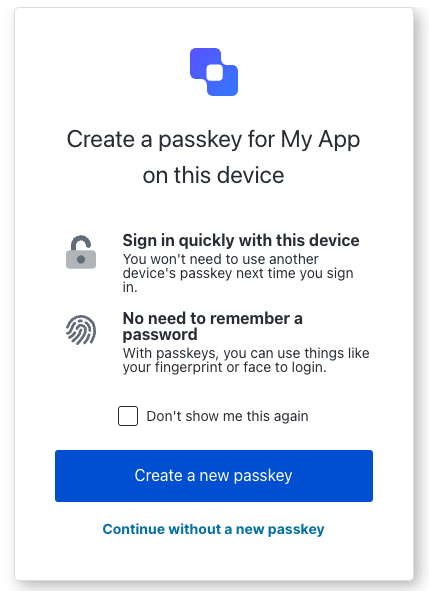 Create a passkey for My App
on this device
Sign in quickly with this device
You won't need to use another
device's passkey next time you sign
in.
No need to remember a
password
With passkeys, you can use things like
your fingerprint or face to login.
Don't show me this again
Create a new passkey
Continue without a new passkey